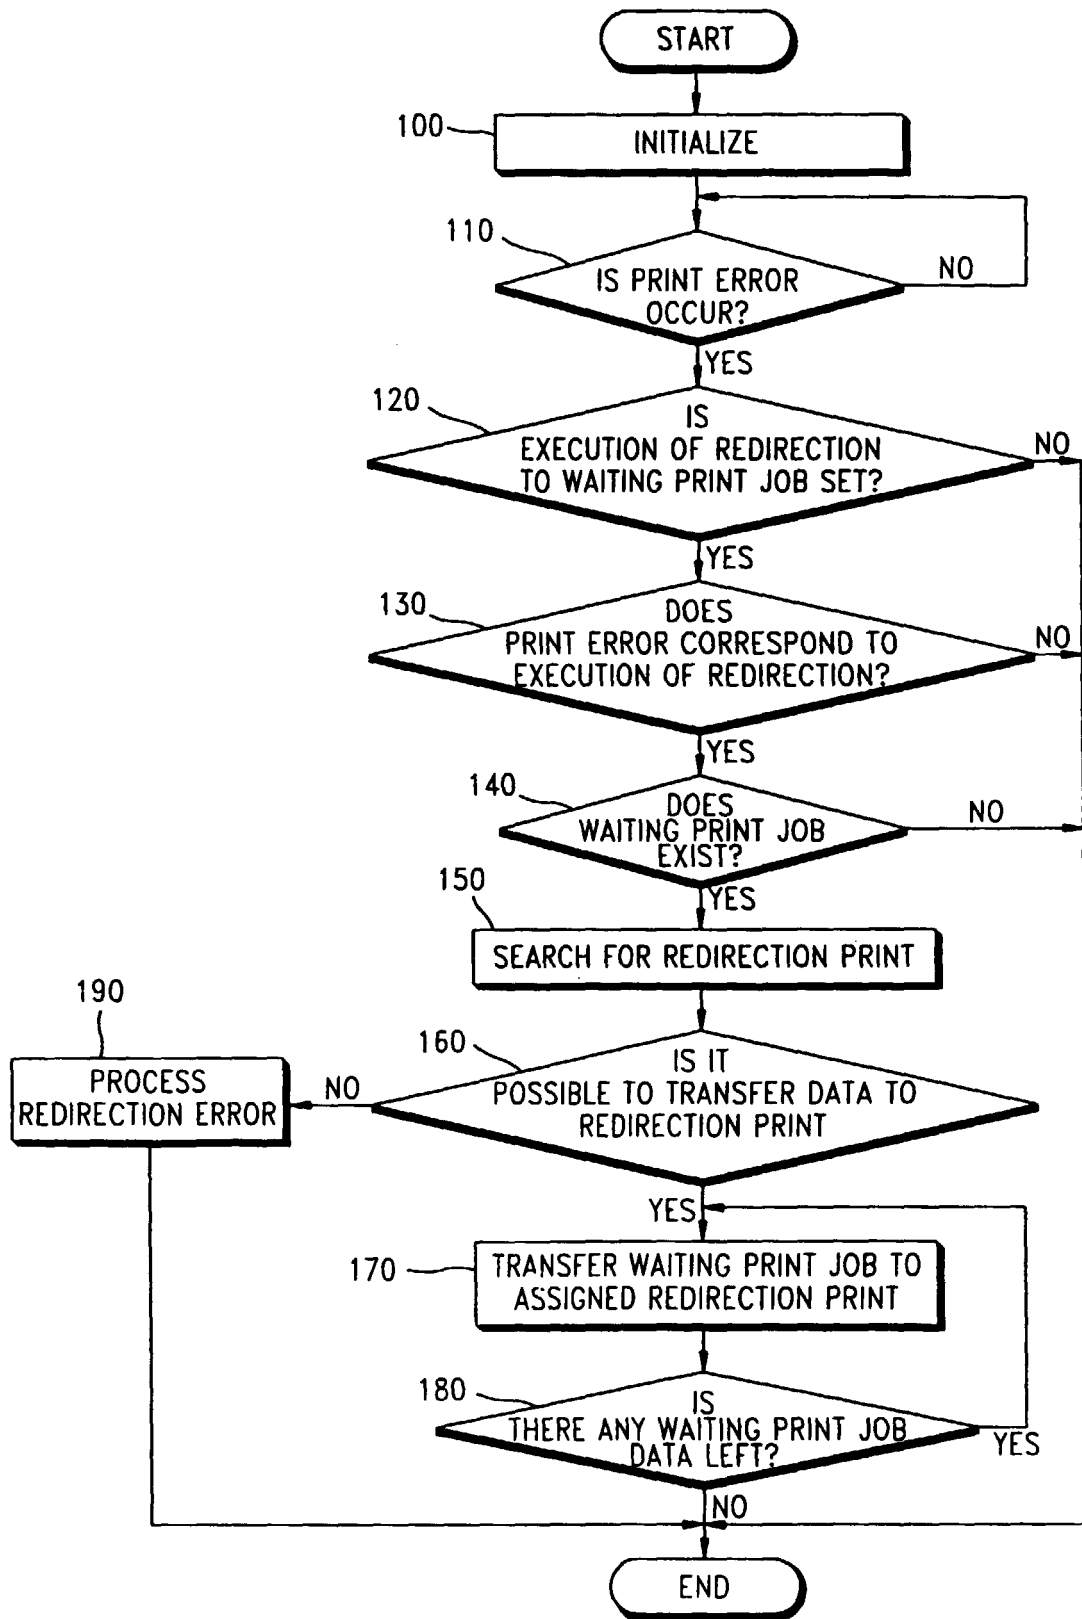 START
100
INITIALIZE
110
IS PRINT ERROR
OCCUR?
NO
YES
120
IS
EXECUTION OF REDIRECTION
TO WAITING PRINT JOB SET?
NO
YES
130
DOES
PRINT ERROR CORRESPOND TO
EXECUTION OF REDIRECTION?
NO
YES
140
DOES
WAITING PRINT JOB
EXIST?
NO
YES
150
SEARCH FOR REDIRECTION PRINT
190
PROCESS
REDIRECTION ERROR
NO
160
IS IT
POSSIBLE TO TRANSFER DATA TO
REDIRECTION PRINT
YES
170
TRANSFER WAITING PRINT JOB TO
ASSIGNED REDIRECTION PRINT
180
IS
THERE ANY WAITING PRINT JOB
DATA LEFT?
YES
NO
END